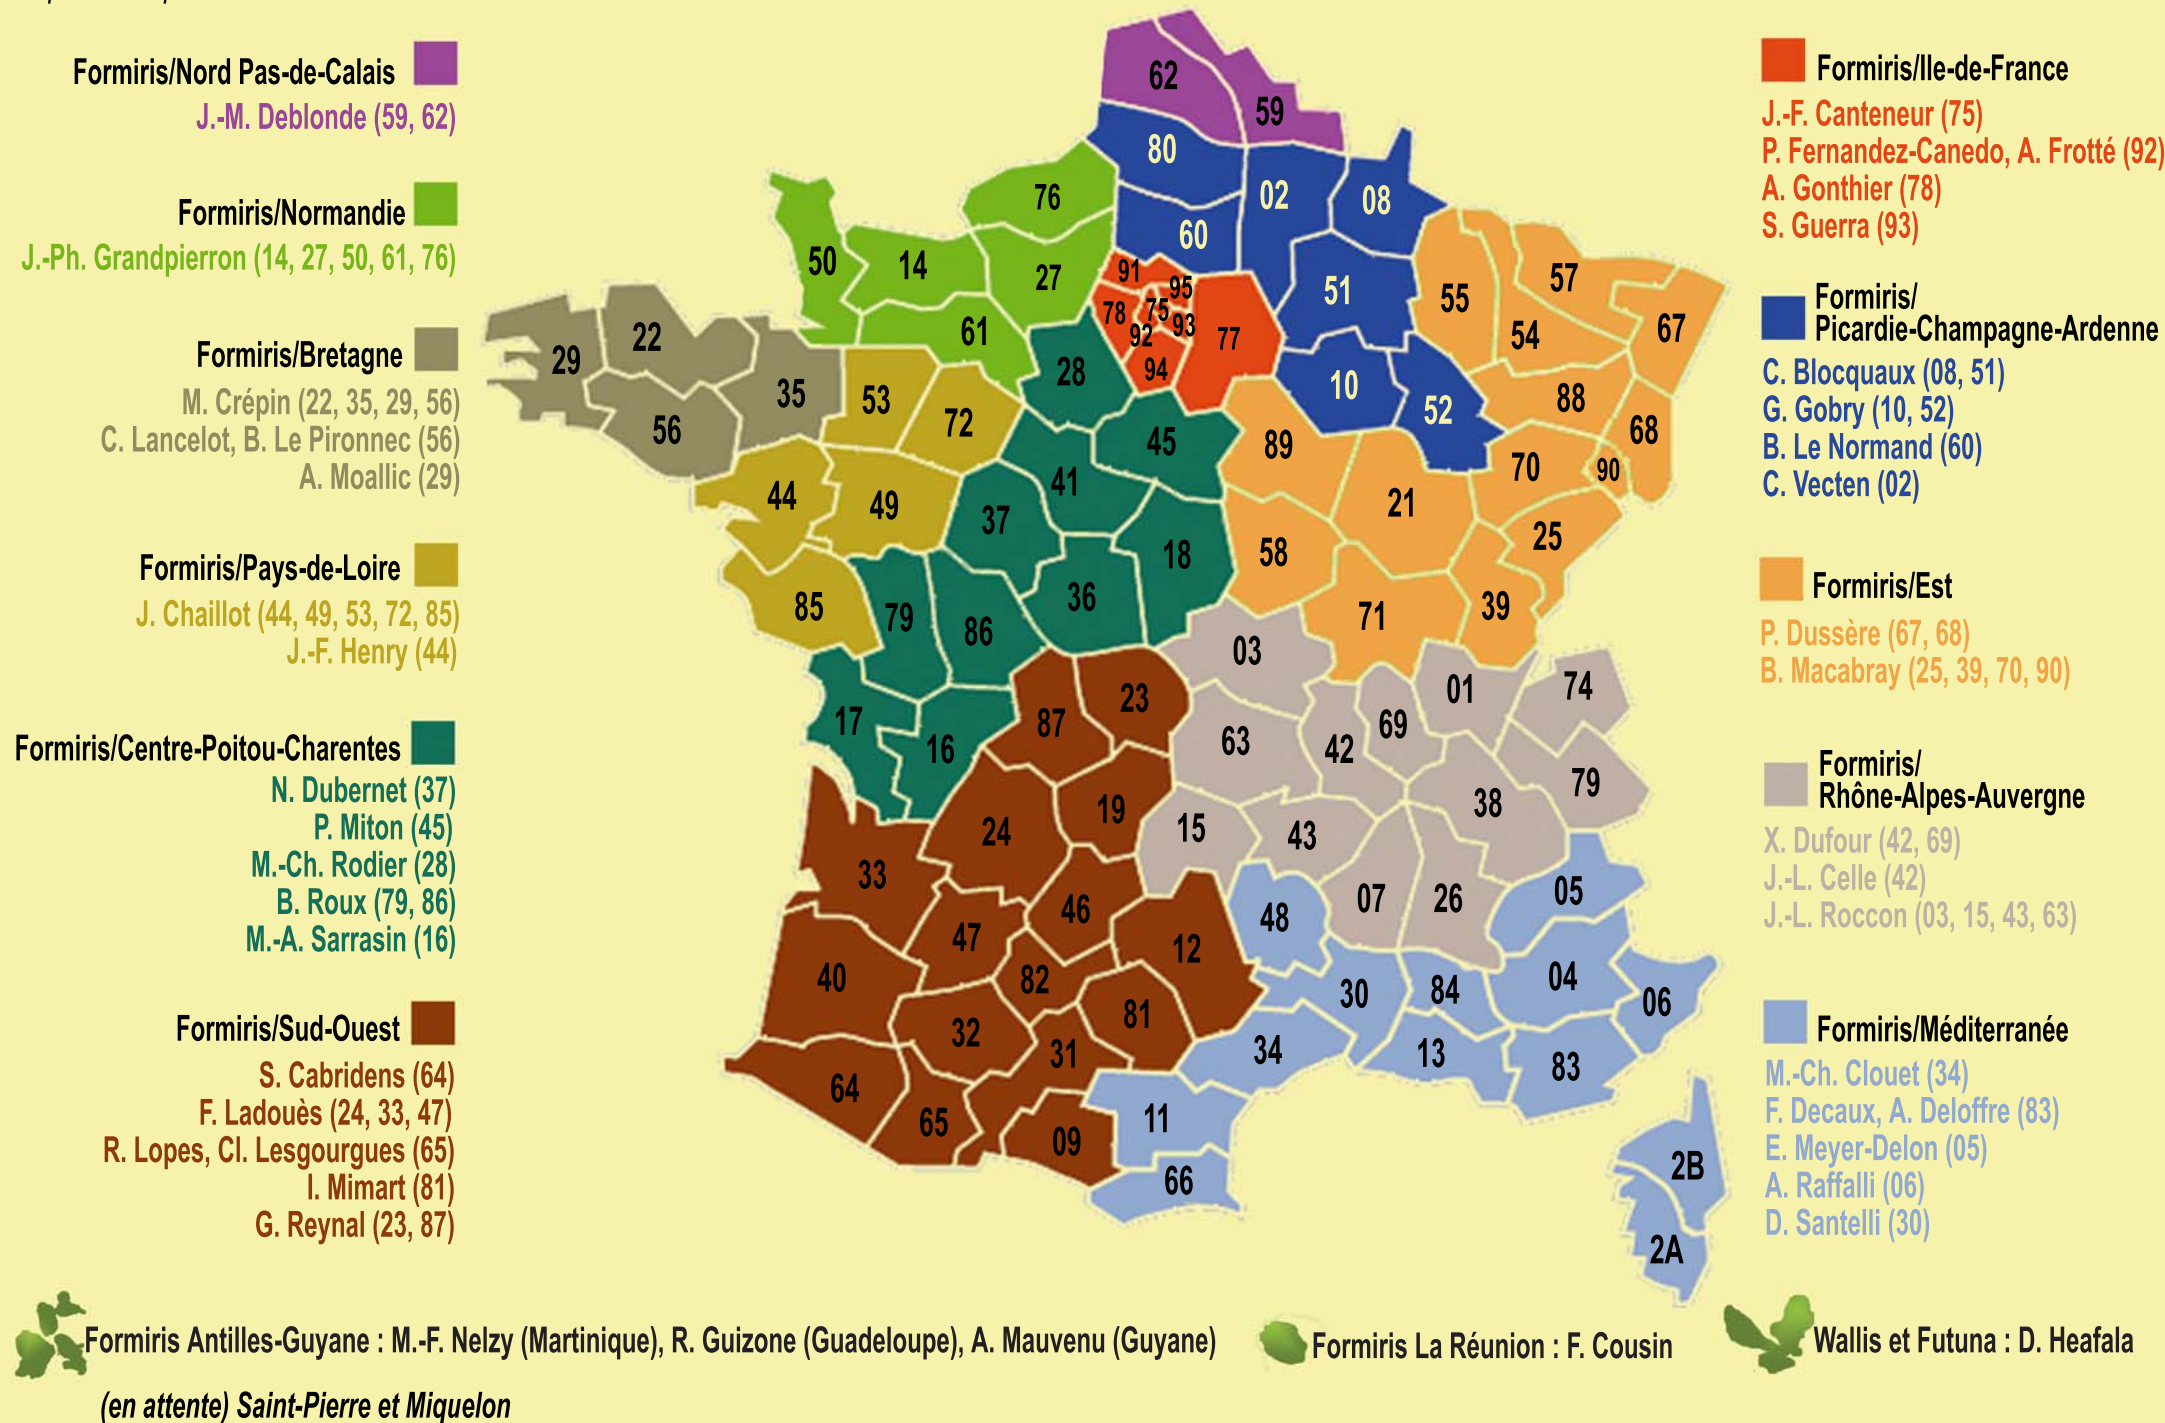 Formiris/Nord Pas-de-Calais
J.-M. Deblonde (59, 62)
Formiris/Normandie
J.-Ph. Grandpierron (14, 27, 50, 61, 76)
Formiris/Bretagne
M. Crépin (22, 35, 29, 56)
C. Lancelot, B. Le Pironnec (56)
A. Moallic (29)
Formiris/Pays-de-Loire
J. Chaillot (44, 49, 53, 72, 85)
J.-F. Henry (44)
Formiris/Centre-Poitou-Charentes
N. Dubernet (37)
P. Miton (45)
M.-Ch. Rodier (28)
B. Roux (79, 86)
M.-A. Sarrasin (16)
Formiris/Sud-Ouest
S. Cabridens (64)
F. Ladouès (24, 33, 47)
R. Lopes, Cl. Lesgourgues (65)
I. Mimart (81)
G. Reynal (23, 87)
62
59
80
02
08
76
60
50
14
27
91
95
51
55
57
78
75
92
93
77
54
67
61
94
29
22
35
56
28
53
72
10
52
88
68
45
89
70
90
41
21
44
49
37
25
18
58
85
79
86
36
71
39
03
01
74
17
16
87
23
63
42
69
79
38
24
19
15
43
33
05
07
26
48
46
47
12
40
82
04
30
84
06
81
32
31
34
13
83
64
65
09
11
66
2B
2A
Formiris/Ile-de-France
J.-F. Canteneur (75)
P. Fernandez-Canedo, A. Frotté (92)
A. Gonthier (78)
S. Guerra (93)
Formiris/
Picardie-Champagne-Ardenne
C. Blocquaux (08, 51)
G. Gobry (10, 52)
B. Le Normand (60)
C. Vecten (02)
Formiris/Est
P. Dussère (67, 68)
B. Macabray (25, 39, 70, 90)
Formiris/
Rhône-Alpes-Auvergne
X. Dufour (42, 69)
J.-L. Celle (42)
J.-L. Roccon (03, 15, 43, 63)
Formiris/Méditerranée
M.-Ch. Clouet (34)
F. Decaux, A. Deloffre (83)
E. Meyer-Delon (05)
A. Raffalli (06)
D. Santelli (30)
Formiris Antilles-Guyane : M.-F. Nelzy (Martinique), R. Guizone (Guadeloupe), A. Mauvenu (Guyane)
Formiris La Réunion : F. Cousin
Wallis et Futuna : D. Heafala
(en attente) Saint-Pierre et Miquelon